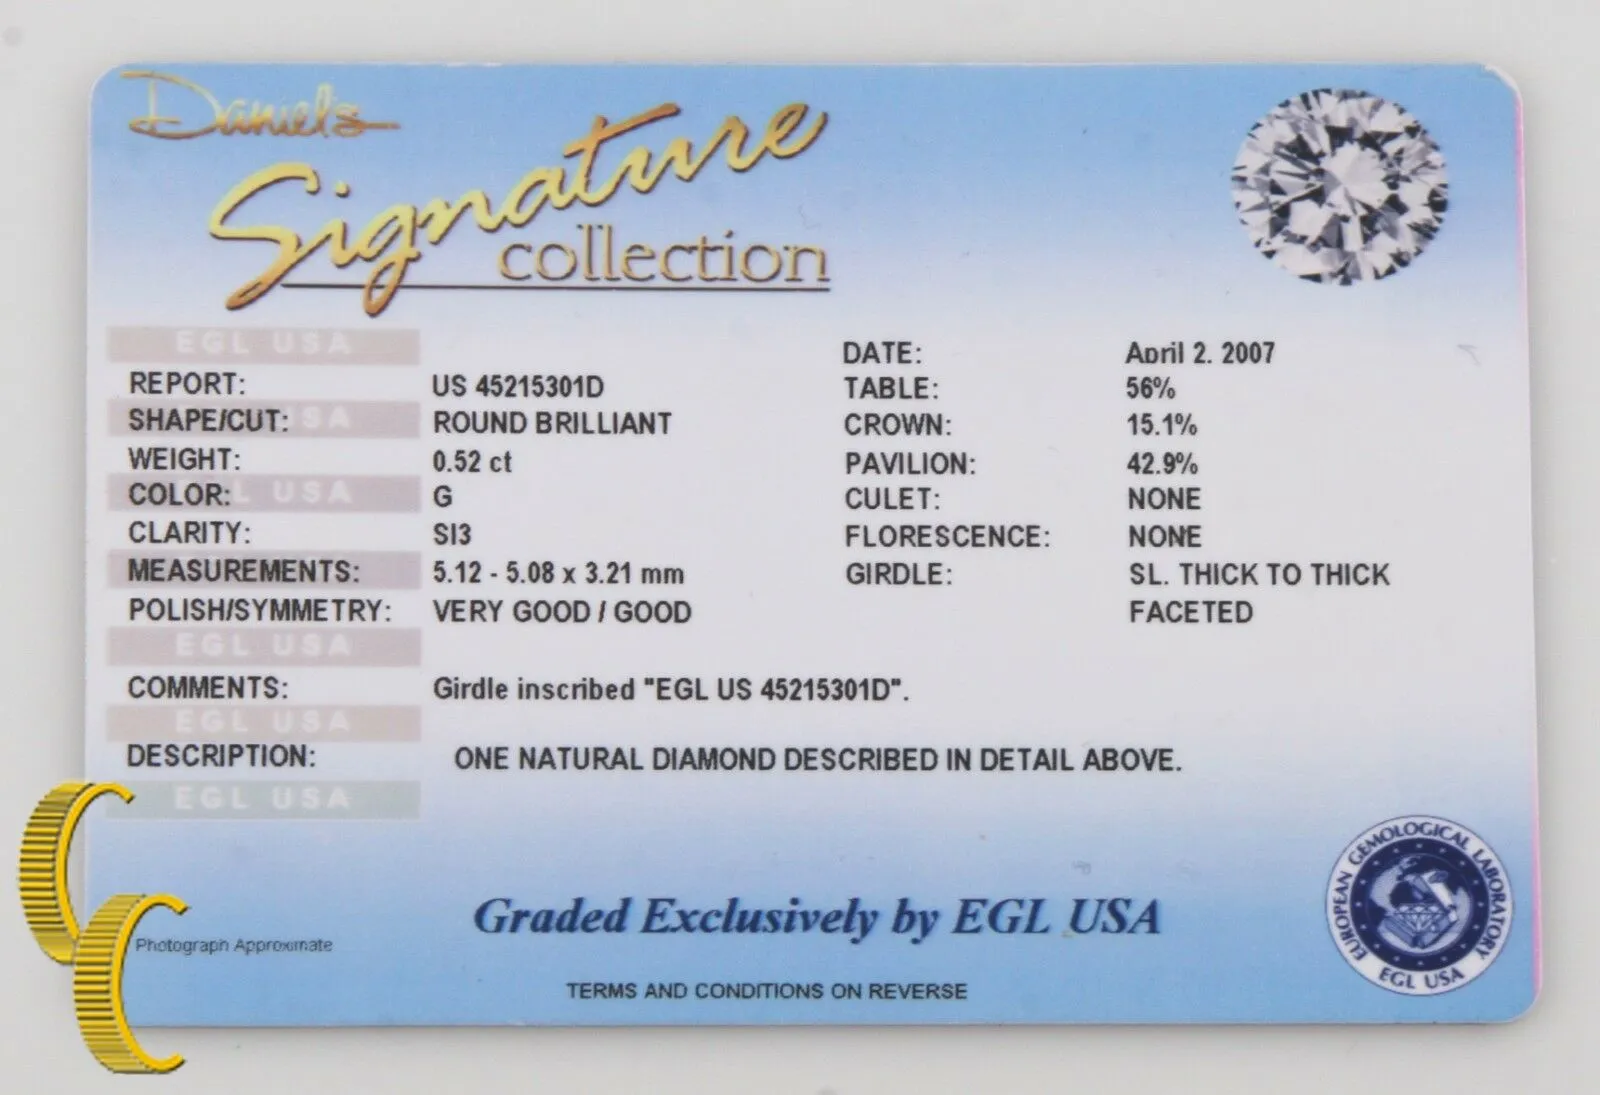 Daniel's
Signature
collection
EGL USA
DATE: April 2. 2007
REPORT: US 45215301D
TABLE: 56%
SHAPE/CUT: ROUND BRILLIANT
CROWN: 15.1%
WEIGHT: 0.52 ct
PAVILION: 42.9%
COLOR: G
CULET: NONE
CLARITY: SI3
FLORESCENCE: NONE
MEASUREMENTS: 5.12 - 5.08 x 3.21 mm
GIRDLE: SL. THICK TO THICK
FACETED
POLISH/SYMMETRY: VERY GOOD / GOOD
EGL USA
COMMENTS: Girdle inscribed "EGL US 45215301D".
EGL USA
DESCRIPTION: ONE NATURAL DIAMOND DESCRIBED IN DETAIL ABOVE.
EGL USA
Graded Exclusively by EGL USA
Photograph Approximate
TERMS AND CONDITIONS ON REVERSE
EUROPEAN GEMOLOGICAL LABORATORY
EGL USA